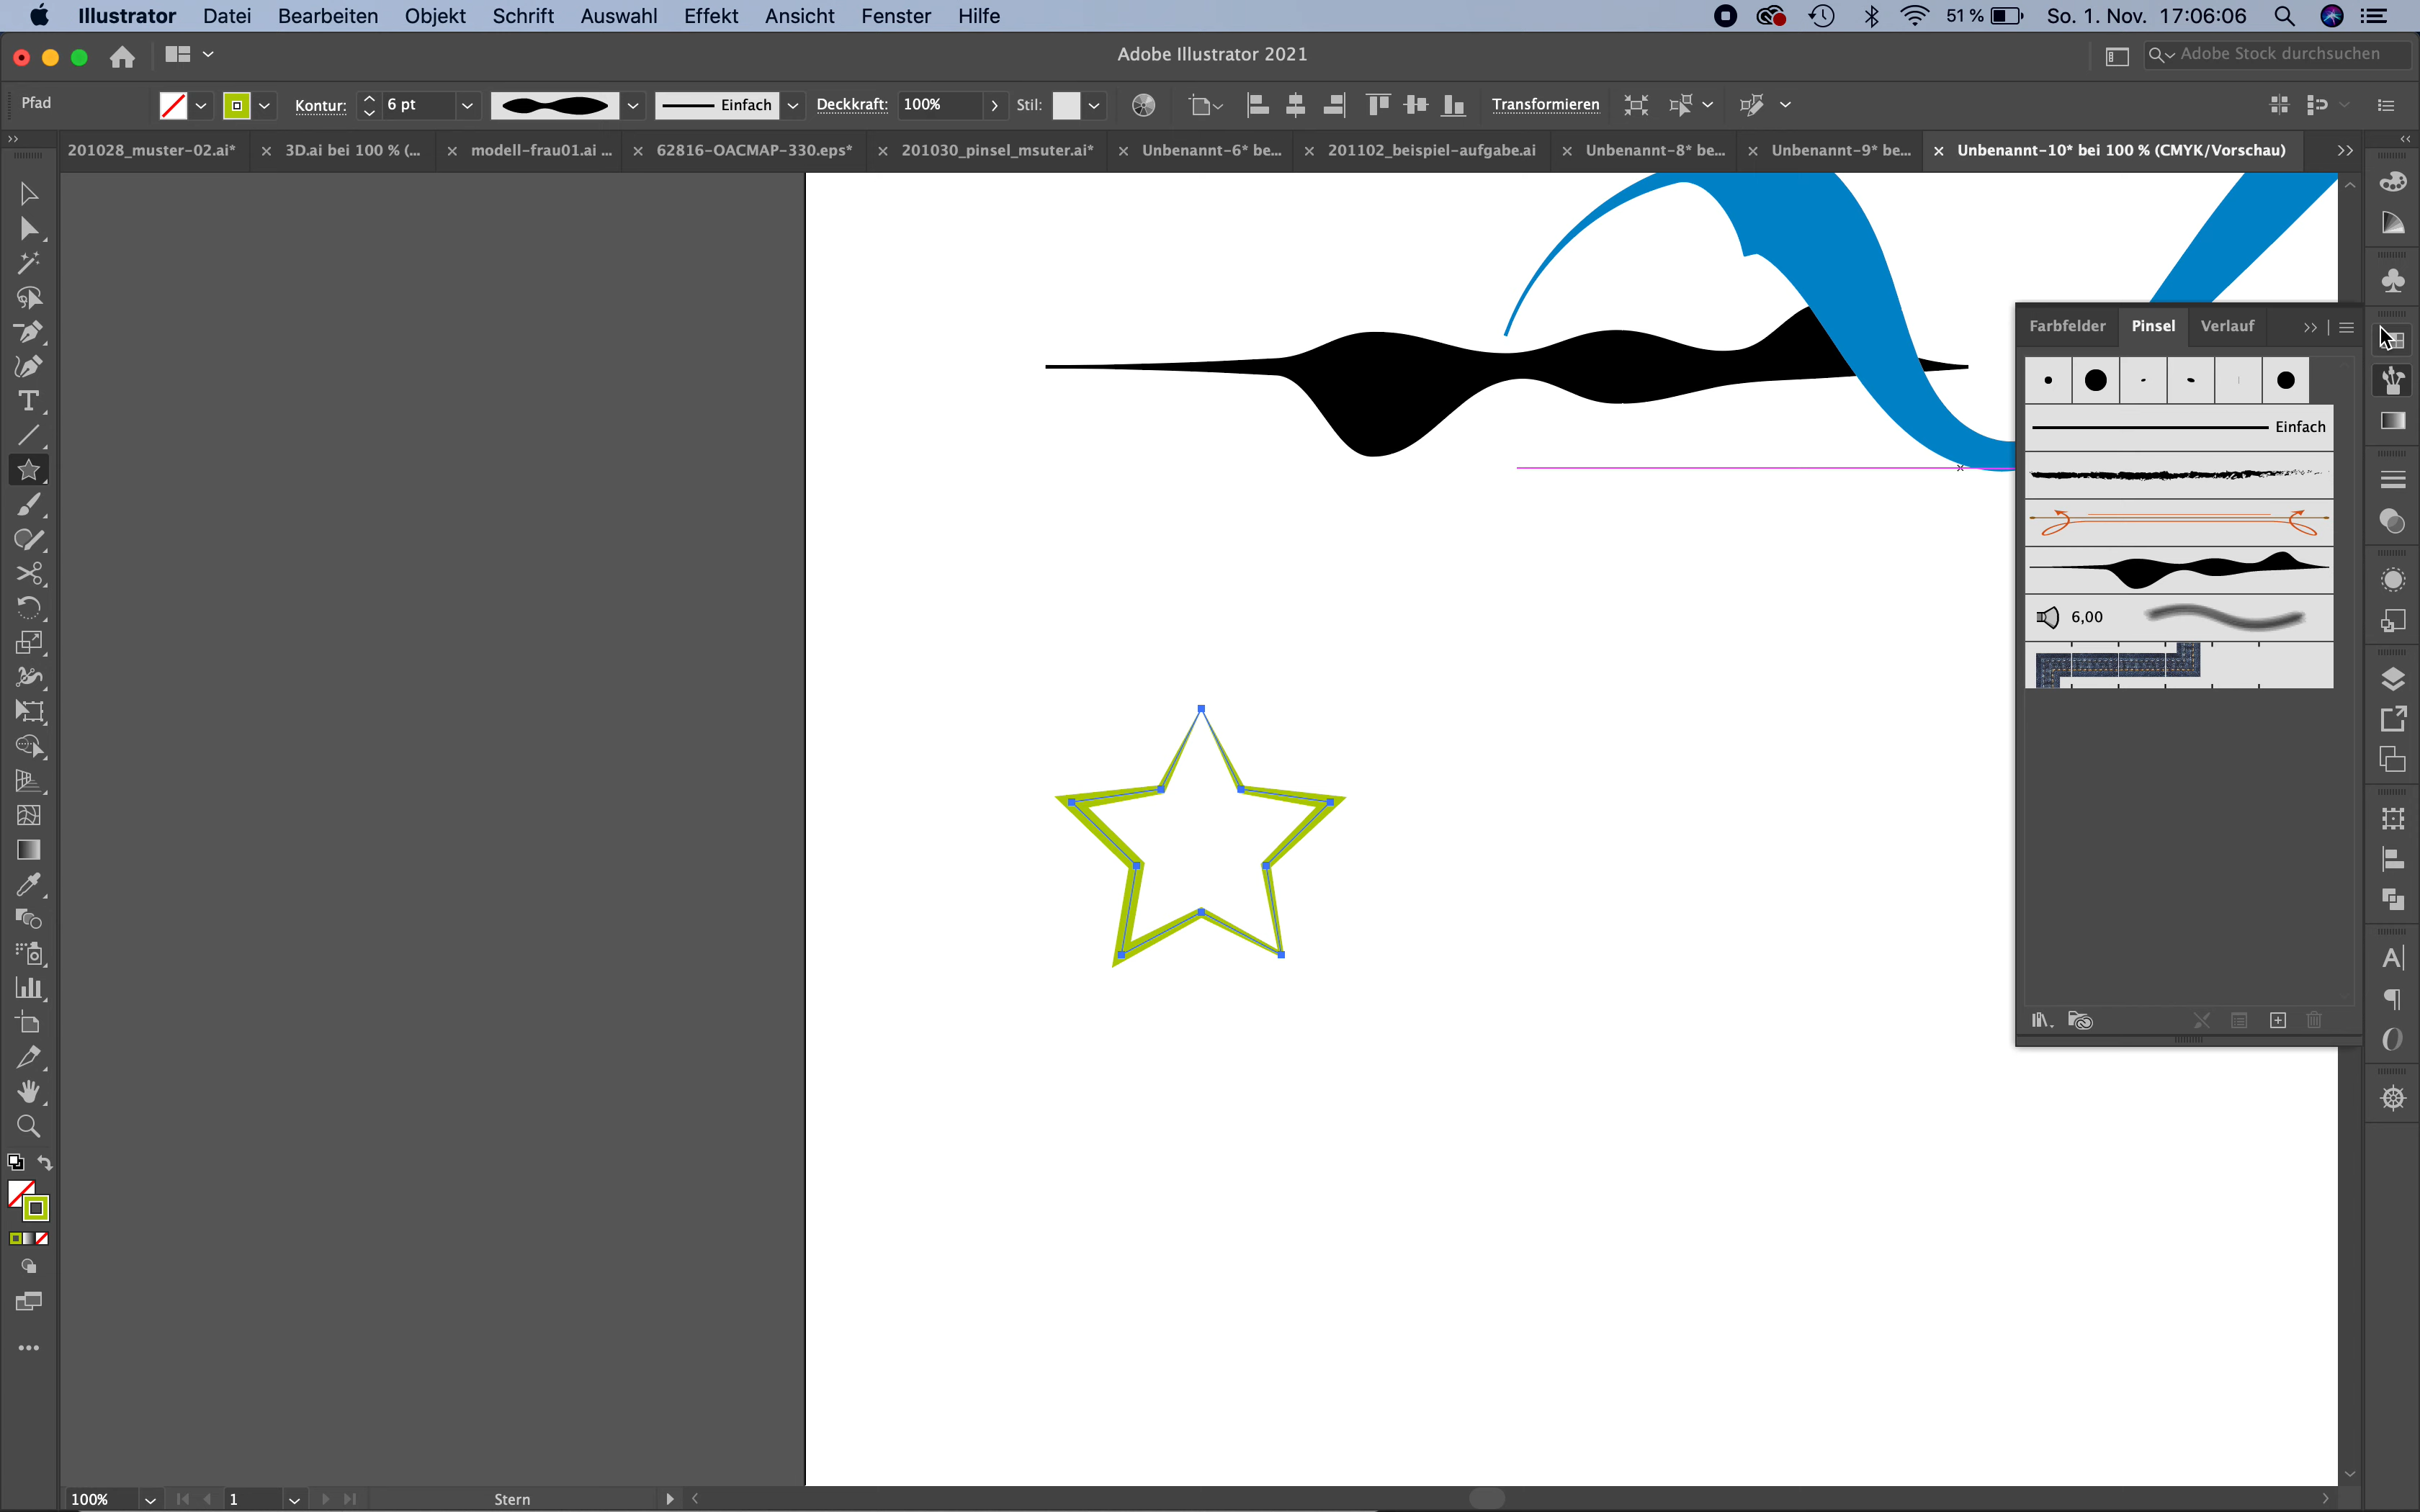 Illustrator Datei Bearbeiten Objekt Schrift Auswahl Effekt Ansicht Fenster Hilfe 51 % So. 1. Nov. 17:06:06
Adobe Illustrator 2021 Adobe Stock durchsuchen
Pfad Kontur: 6 pt Einfach Deckkraft: 100% Stil: Transformieren
201028_muster-02.ai* 3D.ai bei 100 % (... modell-frau01.ai ... 62816-OACMAP-330.eps* 201030_pinsel_msuter.ai* Unbenannt-6* be... 201102_beispiel-aufgabe.ai Unbenannt-8* be... Unbenannt-9* be... Unbenannt-10* bei 100 % (CMYK/Vorschau)
Farbfelder Pinsel Verlauf
Einfach
6,00
100% 1 Stern